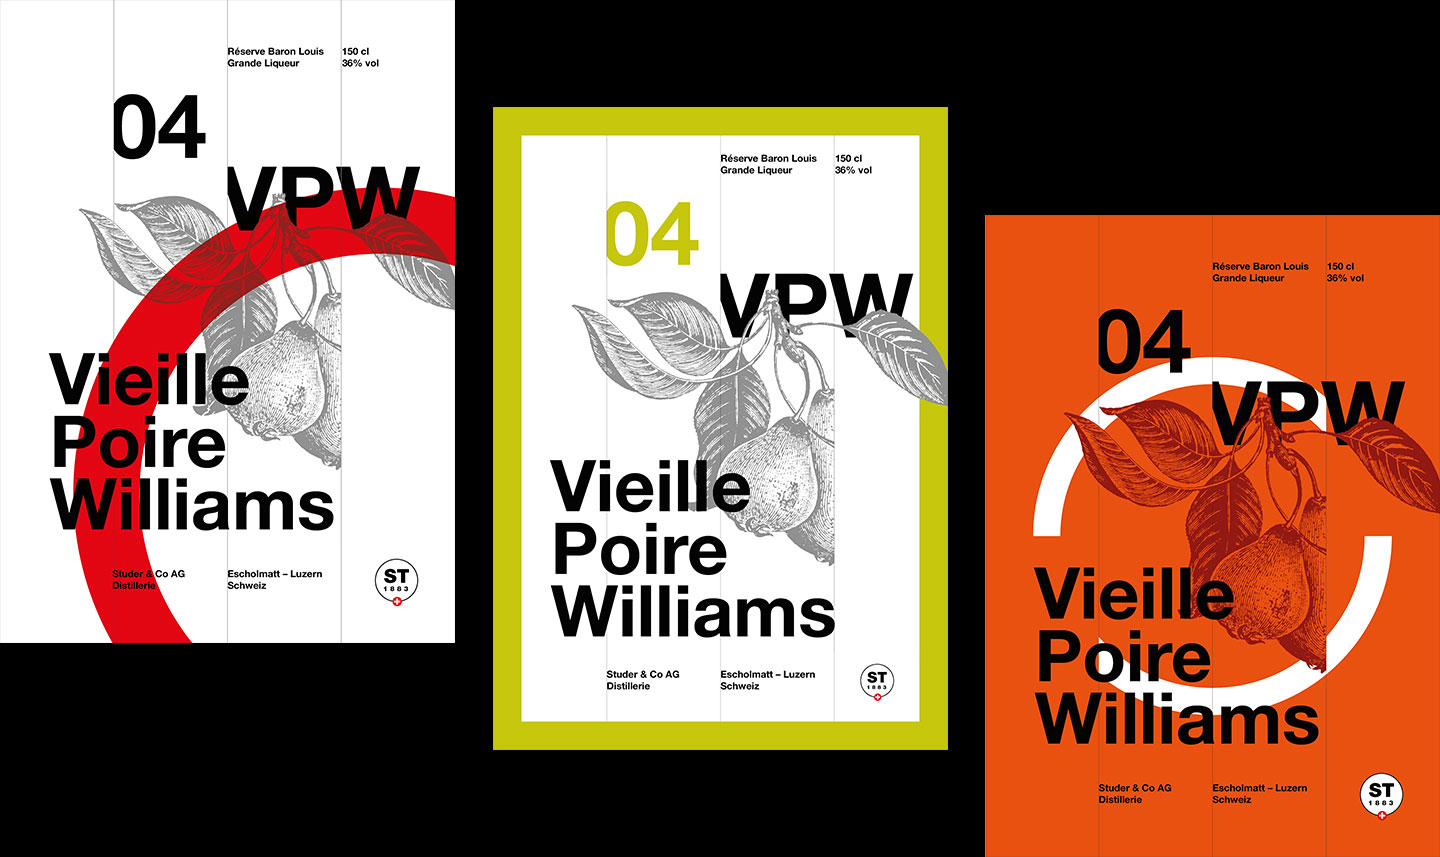 Réserve Baron Louis
Grande Liqueur
150 cl
36% vol
04
VPW
Vieille
Poire
Williams
Studer & Co AG
Distillerie
Escholmatt – Luzern
Schweiz
ST
1883
Réserve Baron Louis
Grande Liqueur
150 cl
36% vol
04
VPW
Vieille
Poire
Williams
Studer & Co AG
Distillerie
Escholmatt – Luzern
Schweiz
ST
1883
Réserve Baron Louis
Grande Liqueur
150 cl
36% vol
04
VPW
Vieille
Poire
Williams
Studer & Co AG
Distillerie
Escholmatt – Luzern
Schweiz
ST
1883